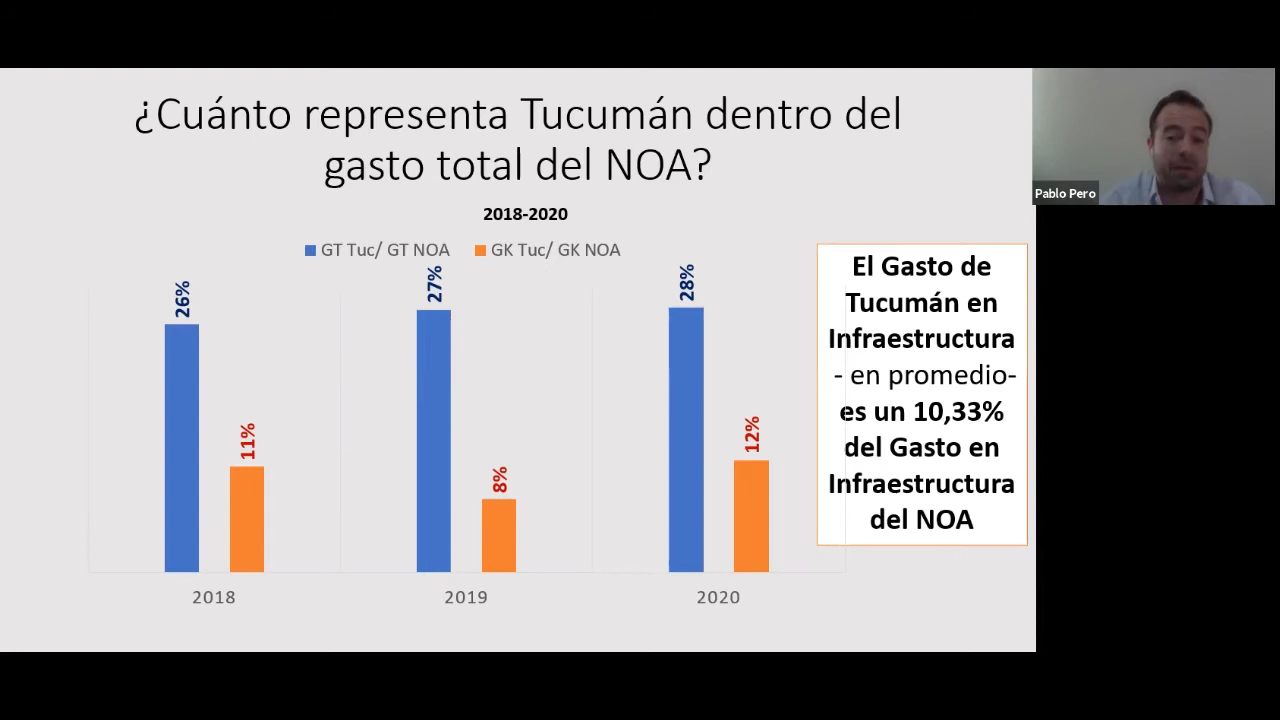 ¿Cuánto representa Tucumán dentro del
gasto total del NOA?
2018-2020
GT Tuc/ GT NOA
GK Tuc/ GK NOA
26%
11%
27%
8%
28%
12%
2018
2019
2020
El Gasto de
Tucumán en
Infraestructura
- en promedio-
es un 10,33%
del Gasto en
Infraestructura
del NOA
Pablo Pero